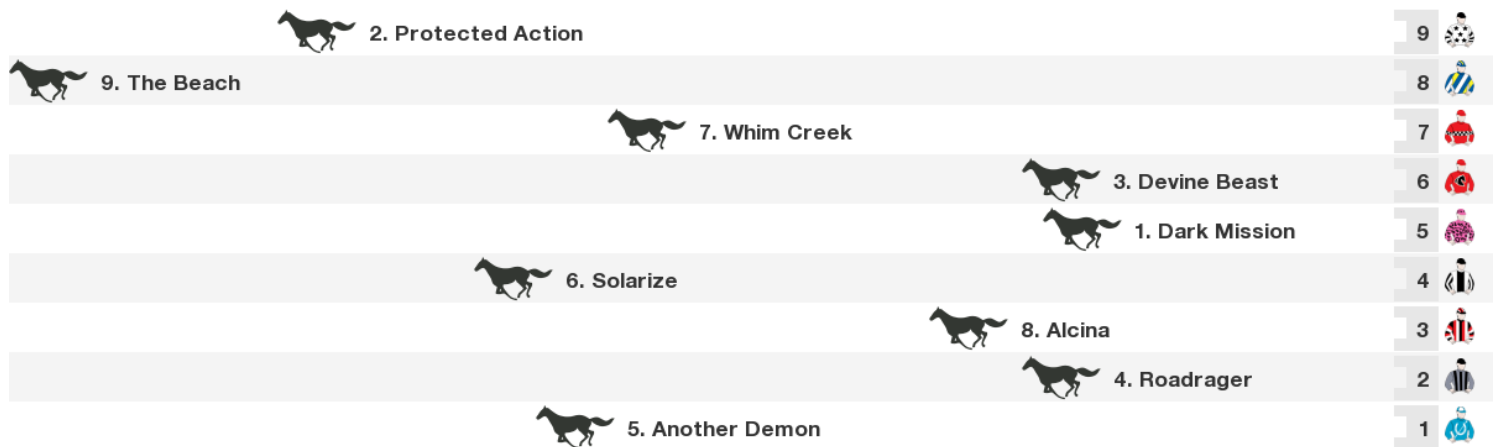 2. Protected Action 9
9. The Beach 8
7. Whim Creek 7
3. Devine Beast 6
1. Dark Mission 5
6. Solarize 4
8. Alcina 3
4. Roadrager 2
5. Another Demon 1